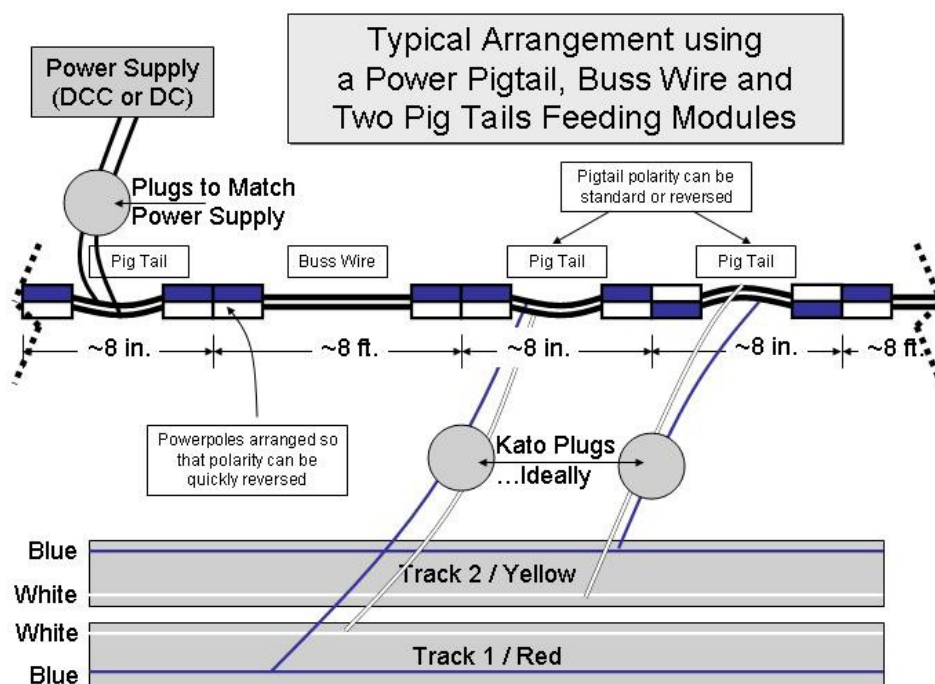 Typical Arrangement using
a Power Pigtail, Buss Wire and
Two Pig Tails Feeding Modules
Power Supply
(DCC or DC)
Plugs to Match
Power Supply
Pigtail polarity can be
standard or reversed
Pig Tail
Buss Wire
Pig Tail
Pig Tail
~8 in.
~8 ft.
~8 in.
~8 in.
~8 ft.
Powerpoles arranged so
that polarity can be
quickly reversed
Kato Plugs
...Ideally
Blue
Track 2 / Yellow
White
White
Track 1 / Red
Blue